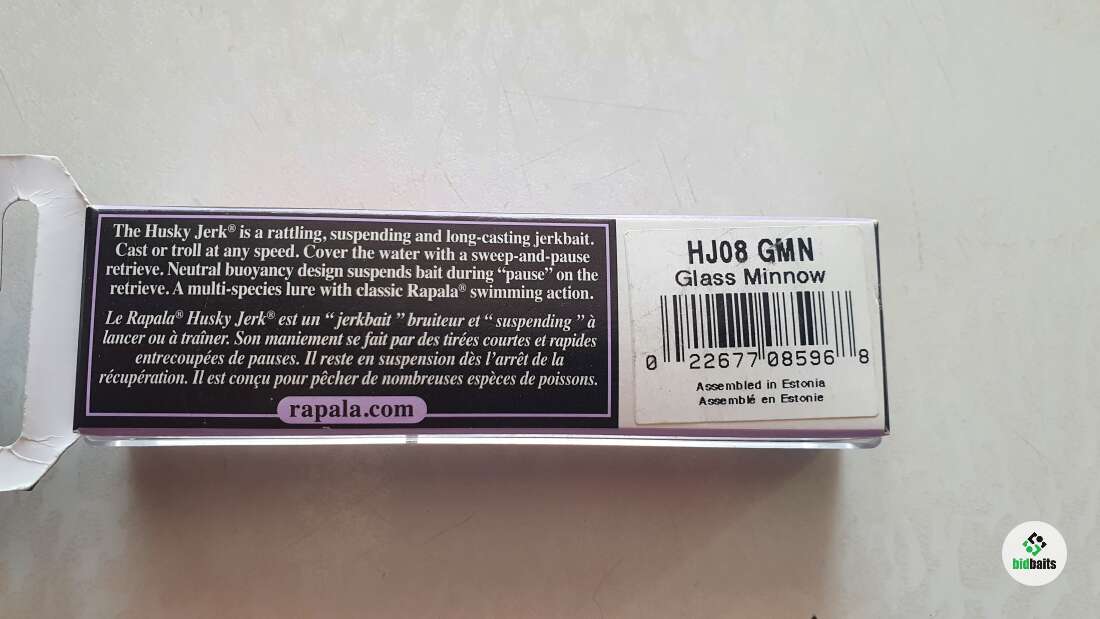 The Husky Jerk® is a rattling, suspending and long-casting jerkbait.
Cast or troll at any speed. Cover the water with a sweep-and-pause
retrieve. Neutral buoyancy design suspends bait during “pause” on the
retrieve. A multi-species lure with classic Rapala® swimming action.
Le Rapala® Husky Jerk® est un “ jerkbait ” bruiteur et “ suspending ” à
lancer ou à traîner. Son maniement se fait par des tirées courtes et rapides
entrecoupées de pauses. Il reste en suspension dès l’arrêt de la
récupération. Il est conçu pour pêcher de nombreuses espèces de poissons.
rapala.com
HJ08 GMN
Glass Minnow
0 22677 08596 8
Assembled in Estonia
Assemblé en Estonie
bidbaits